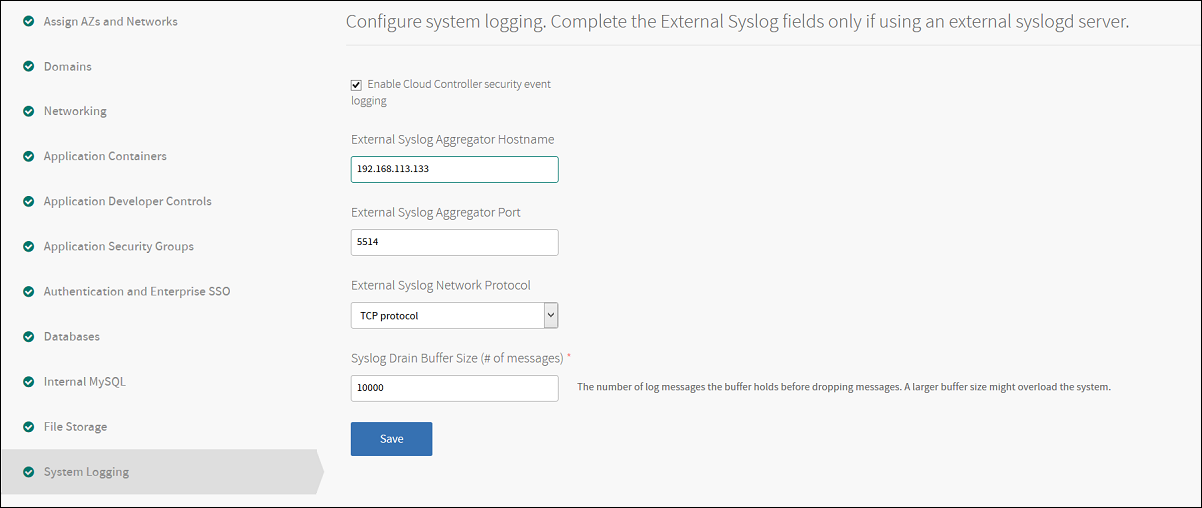 Assign AZs and Networks
Domains
Networking
Application Containers
Application Developer Controls
Application Security Groups
Authentication and Enterprise SSO
Databases
Internal MySQL
File Storage
System Logging
Configure system logging. Complete the External Syslog fields only if using an external syslogd server.
Enable Cloud Controller security event
logging
External Syslog Aggregator Hostname
192.168.113.133
External Syslog Aggregator Port
5514
External Syslog Network Protocol
TCP protocol
Syslog Drain Buffer Size (# of messages) *
10000
The number of log messages the buffer holds before dropping messages. A larger buffer size might overload the system.
Save